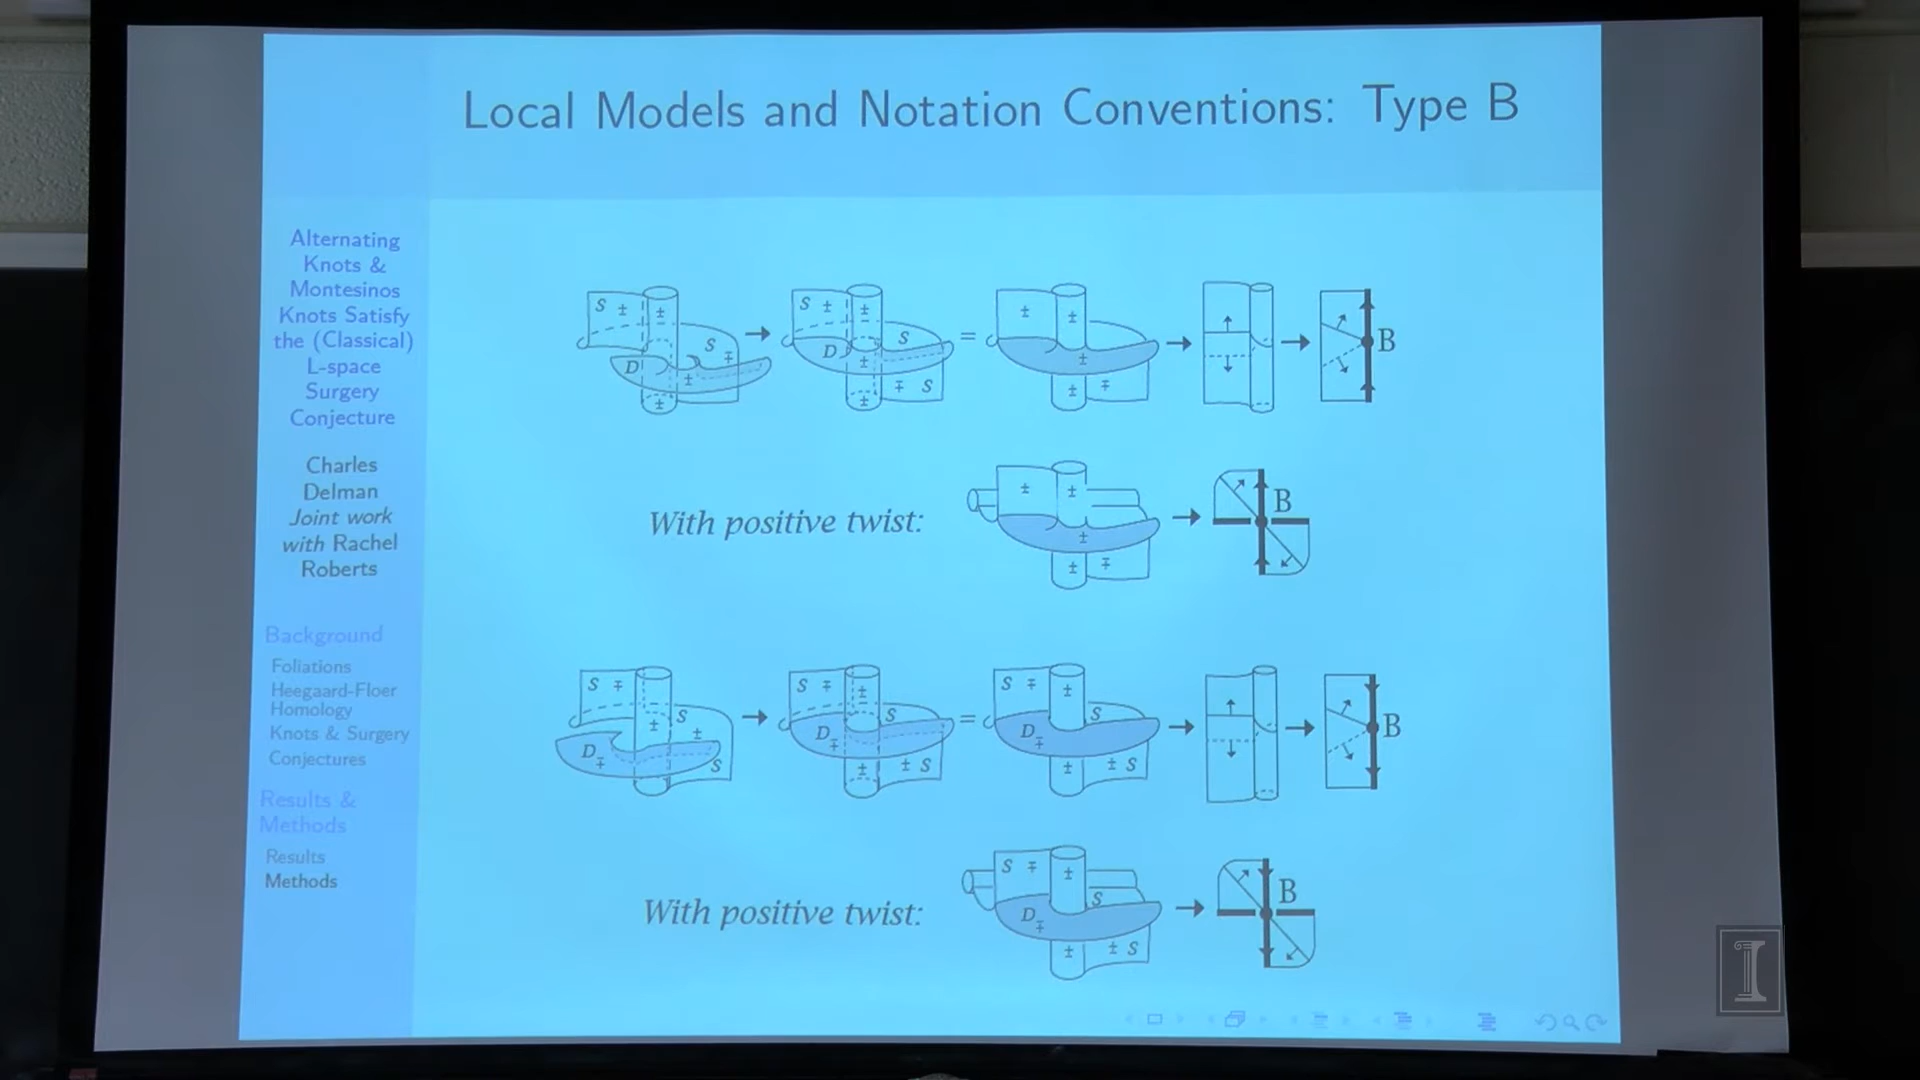 Local Models and Notation Conventions: Type B
Alternating
Knots &
Montesinos
Knots Satisfy
the (Classical)
L-space
Surgery
Conjecture
Charles
Delman
Joint work
with Rachel
Roberts
Background
Foliations
Heegaard-Floer
Homology
Knots & Surgery
Conjectures
Results &
Methods
Results
Methods
S ± ± S ∓ D ± ±
→
S ± ± S D ± ∓ S ±
=
± ± ± ± ∓
→
→
B
With positive twist:
± ± ± ± ∓
→
B
S ∓ ± S ± D ∓ S
→
S ∓ ± S D ∓ ± ± S
=
S ∓ ± S D ∓ ± ± S
→
→
B
With positive twist:
S ∓ ± S D ∓ ± ± S
→
B
I